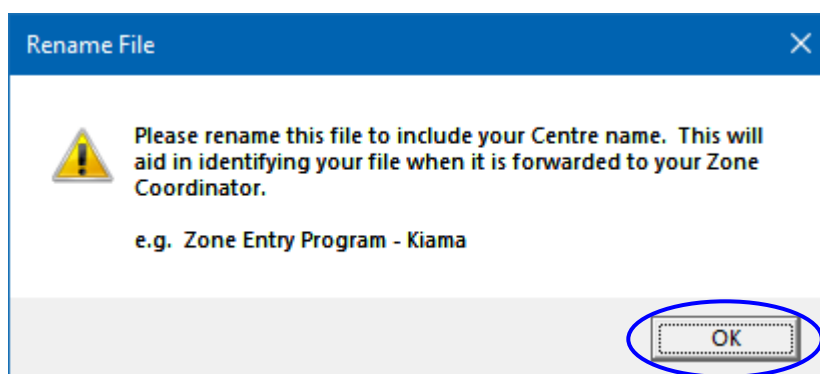 Rename File
Please rename this file to include your Centre name.  This will
aid in identifying your file when it is forwarded to your Zone
Coordinator.
e.g.  Zone Entry Program - Kiama
OK